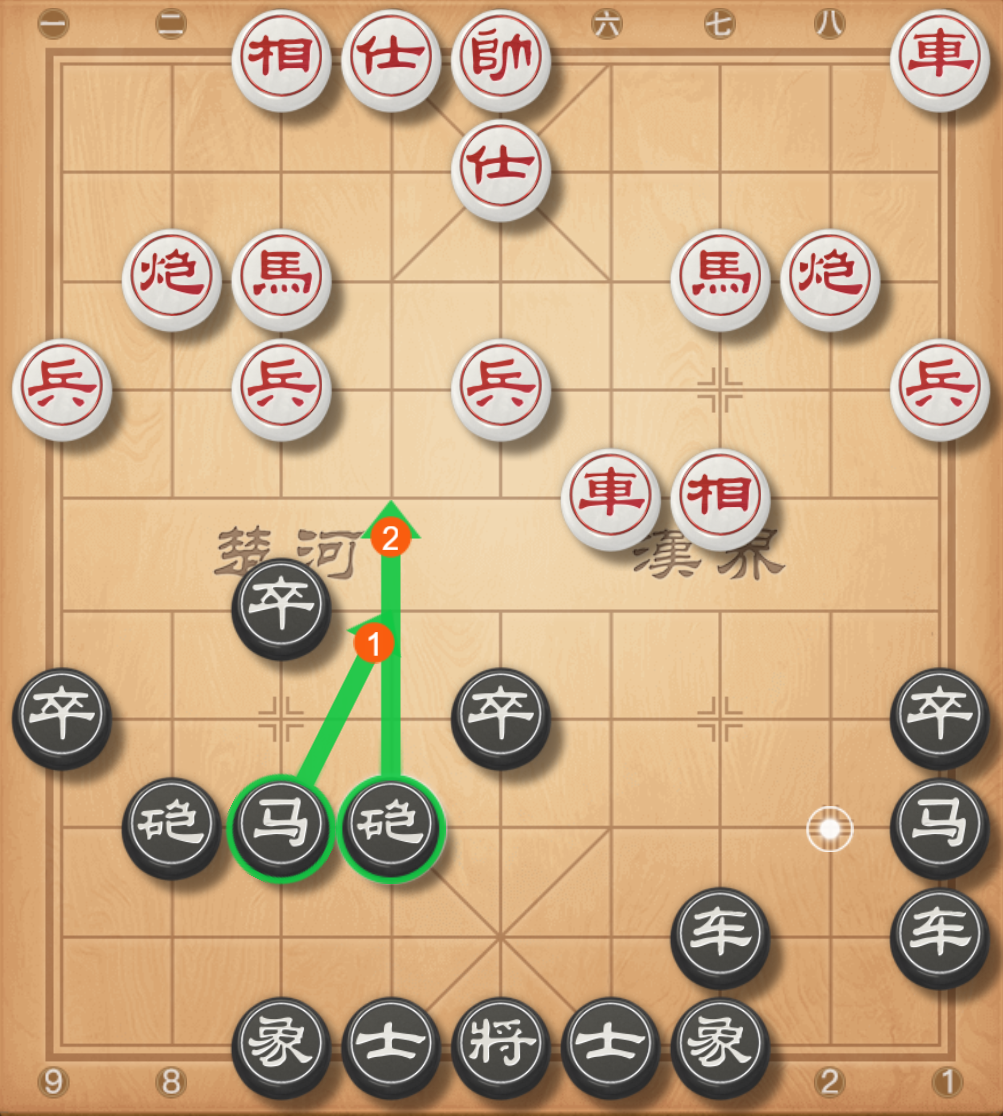 一 二 相 仕 帥 六 七 八 車
仕
炮 馬 馬 炮
兵 兵 兵 兵
車 相
楚河 2 漢界
卒 1
卒 卒 卒
砲 马 砲 马
车 车
9 8 象 士 将 士 象 2 1